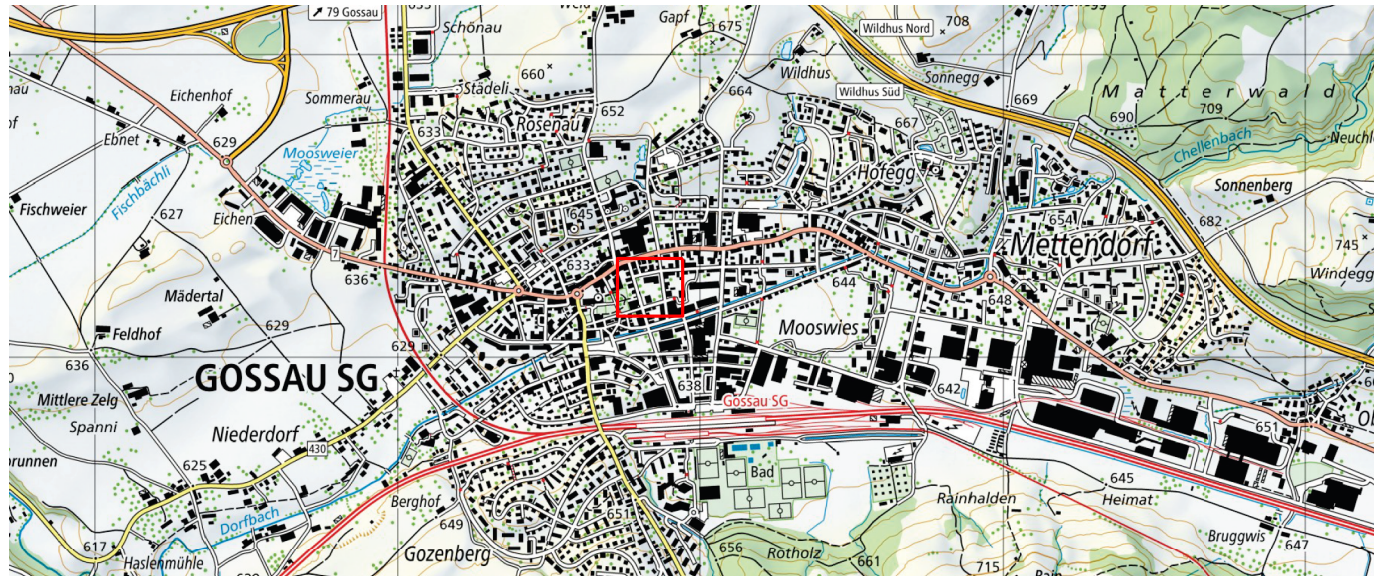 79 Gossau
Schönau
Gapf
675
Wildhus Nord
708
Städeli
660
Wildhus
Sonnegg
Eichenhof
Sommerau
652
664
Wildhus Süd
669
Matterwald
709
690
Ebnet
629
633
Rosenau
667
Chellenbach
Neuchl
Moosweier
Fischbächli
Hofegg
Sonnenberg
Fischweier
627
Eichen
645
654
682
7
633
Mettendorf
745
636
644
648
Windegg
Mädertal
Feldhof
629
Mooswies
636
629
GOSSAU SG
638
642
Mittlere Zelg
Gossau SG
Spanni
Niederdorf
430
651
brunnen
625
Bad
645
Berghof
Rainhalden
Heimat
Dorfbach
649
651
Bruggwis
617
656
Rotholz
647
Haslenmühle
Gozenberg
661
715